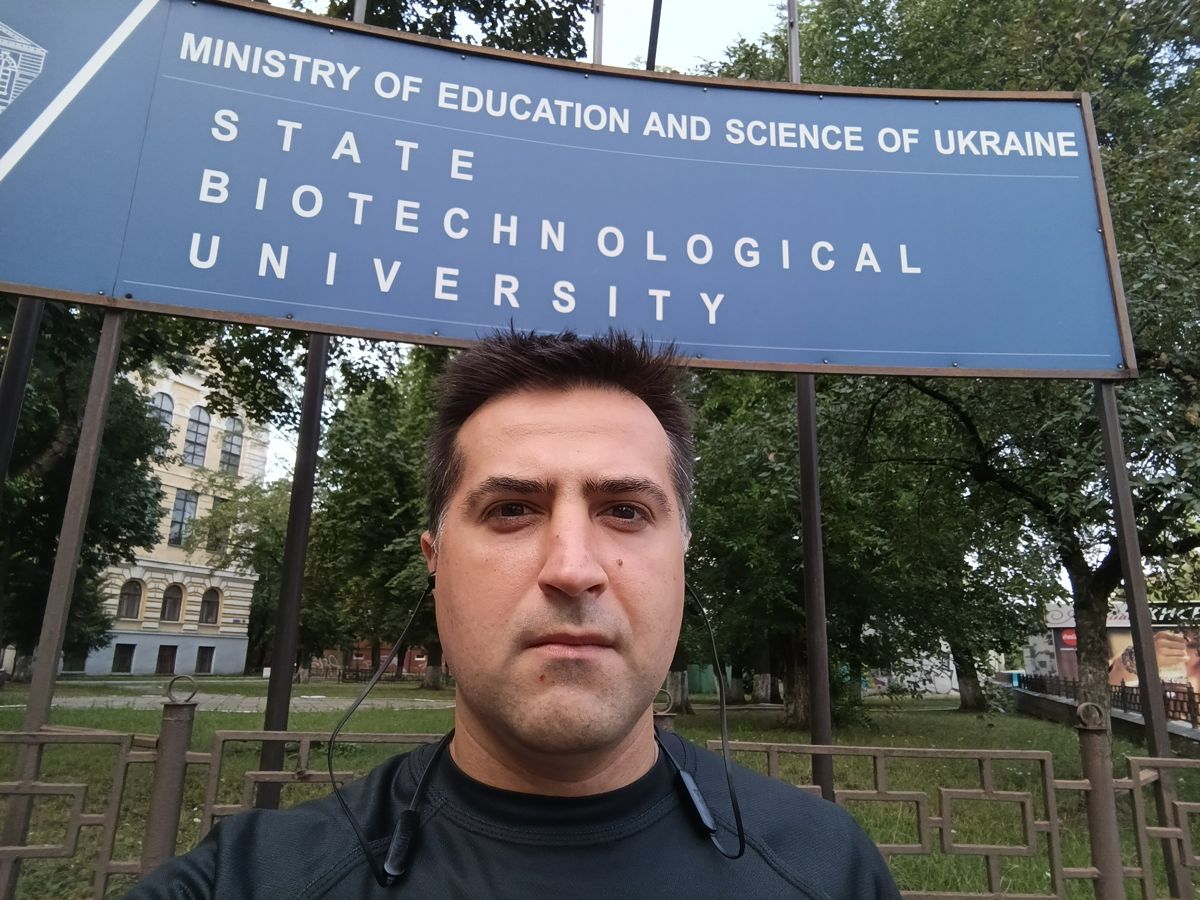 MINISTRY OF EDUCATION AND SCIENCE OF UKRAINE
STATE
BIOTECHNOLOGICAL
UNIVERSITY